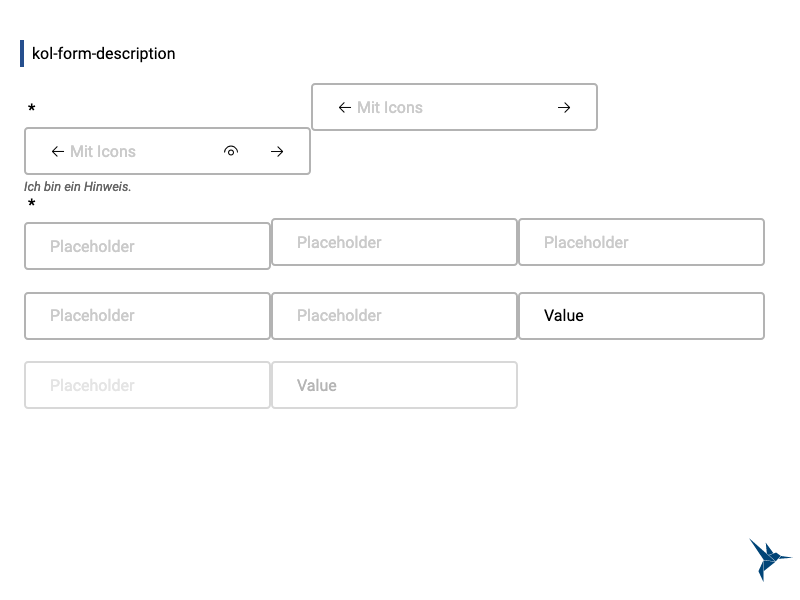 kol-form-description
*
Mit Icons
Mit Icons
Ich bin ein Hinweis.
*
Placeholder
Placeholder
Placeholder
Placeholder
Placeholder
Value
Placeholder
Value